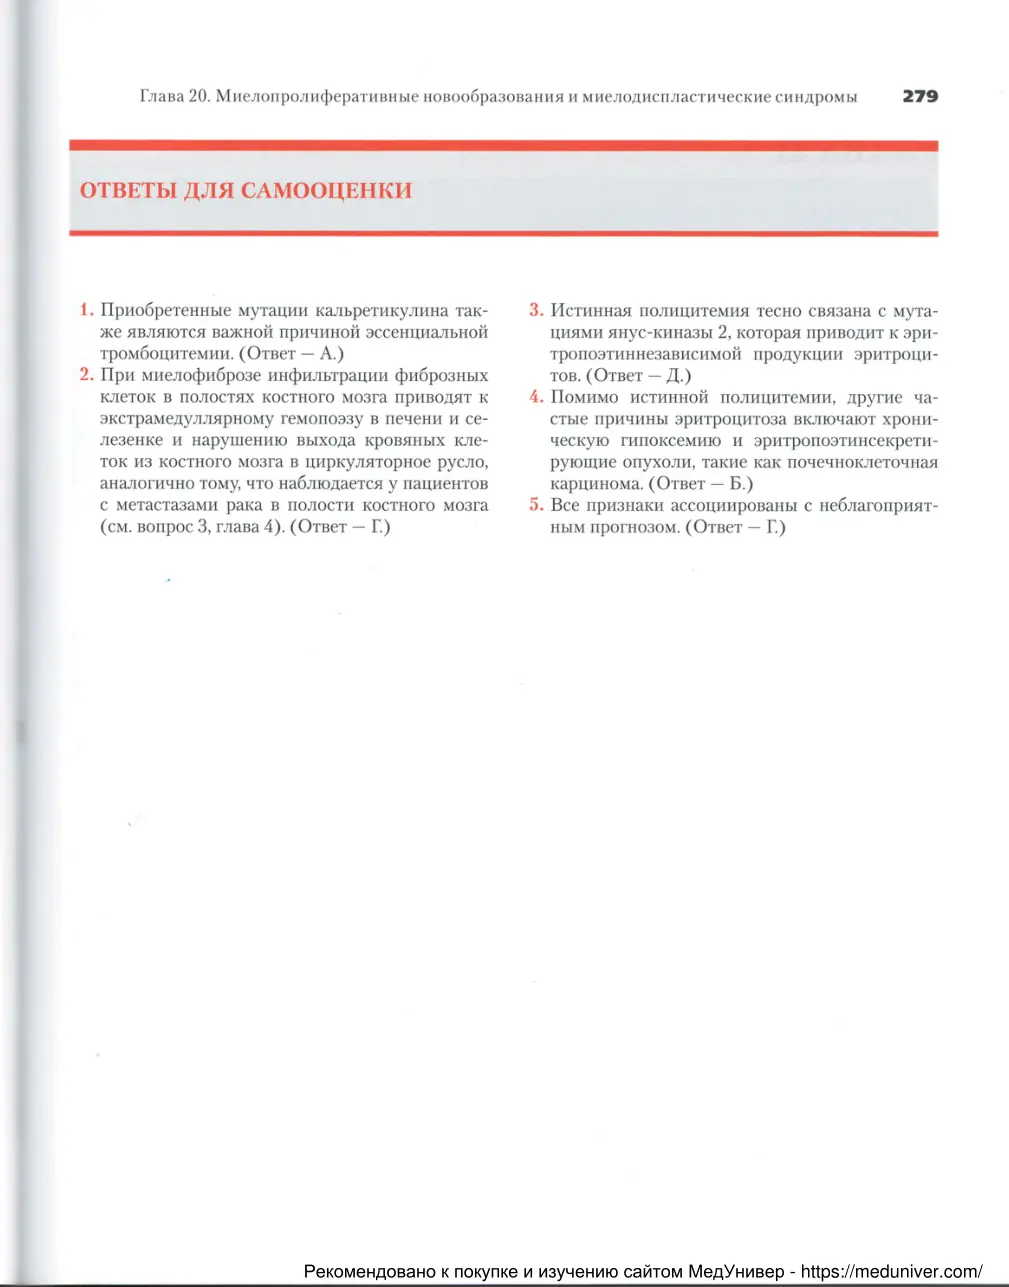 Глава 20. Миелопролиферативные новообразования и миелодиспластические синдромы 279
ОТВЕТЫ ДЛЯ САМООЦЕНКИ
1. Приобретенные мутации кальретикулина так-
же являются важной причиной эссенциальной
тромбоцитемии. (Ответ — А.)
2. При миелофиброзе инфильтрации фиброзных
клеток в полостях костного мозга приводят к
экстрамедуллярному гемопоэзу в печени и се-
лезенке и нарушению выхода кровяных кле-
ток из костного мозга в циркуляторное русло,
аналогично тому, что наблюдается у пациентов
с метастазами рака в полости костного мозга
(см. вопрос 3, глава 4). (Ответ — Г.)
3. Истинная полицитемия тесно связана с мута-
циями янус-киназы 2, которая приводит к эри-
тропоэтиннезависимой продукции эритроци-
тов. (Ответ — Д.)
4. Помимо истинной полицитемии, другие ча-
стые причины эритроцитоза включают хрони-
ческую гипоксемию и эритропоэтинсекрети-
рующие опухоли, такие как почечноклеточная
карцинома. (Ответ — Б.)
5. Все признаки ассоциированы с неблагоприят-
ным прогнозом. (Ответ — Г.)
Рекомендовано к покупке и изучению сайтом МедУнивер - https://meduniver.com/